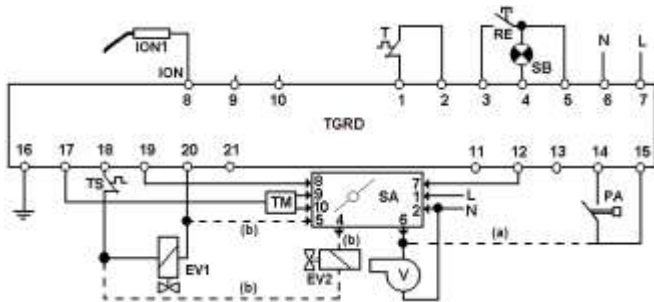 T
RE
ION1
SB
N
L
ION
8 9 10 1 2 3 4 5 6 7
TGRD
16 17 18 19 20 21 11 12 13 14 15
TS
8
7
9
SA
1
L
PA
TM
10
2
N
5
4
6
(b)
(b)
(a)
EV1
EV2
V
(b)